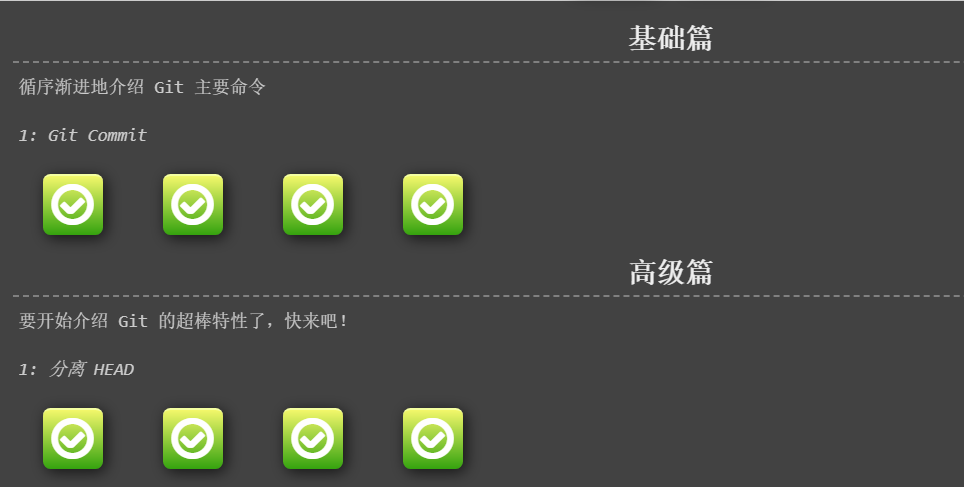 基础篇
循序渐进地介绍 Git 主要命令
1: Git Commit
高级篇
要开始介绍 Git 的超棒特性了，快来吧！
1: 分离 HEAD